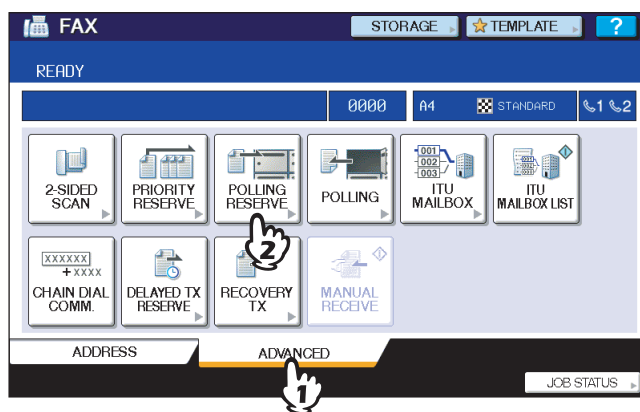 FAX
STORAGE
TEMPLATE
?
READY
0000
A4
STANDARD
1 2
2-SIDED
SCAN
PRIORITY
RESERVE
POLLING
RESERVE
POLLING
001
002
003
ITU
MAILBOX
ITU
MAILBOX LIST
2
XXXXXX
+XXXX
CHAIN DIAL
COMM.
DELAYED TX
RESERVE
RECOVERY
TX
MANUAL
RECEIVE
ADDRESS
ADVANCED
1
JOB STATUS